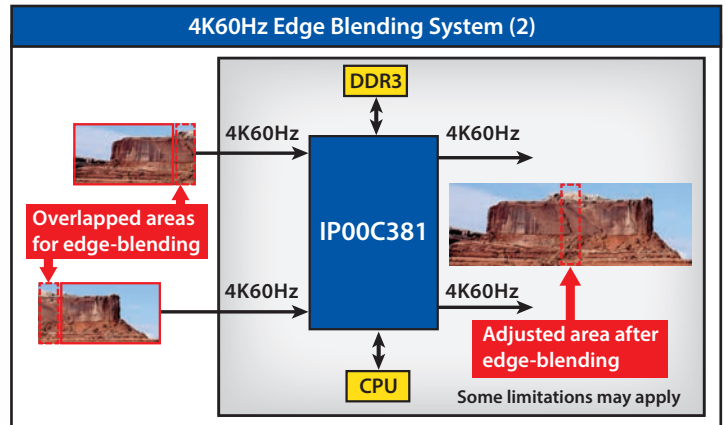 4K60Hz Edge Blending System (2)
DDR3
4K60Hz
4K60Hz
Overlapped areas
for edge-blending
IP00C381
4K60Hz
4K60Hz
Adjusted area after
edge-blending
CPU
Some limitations may apply